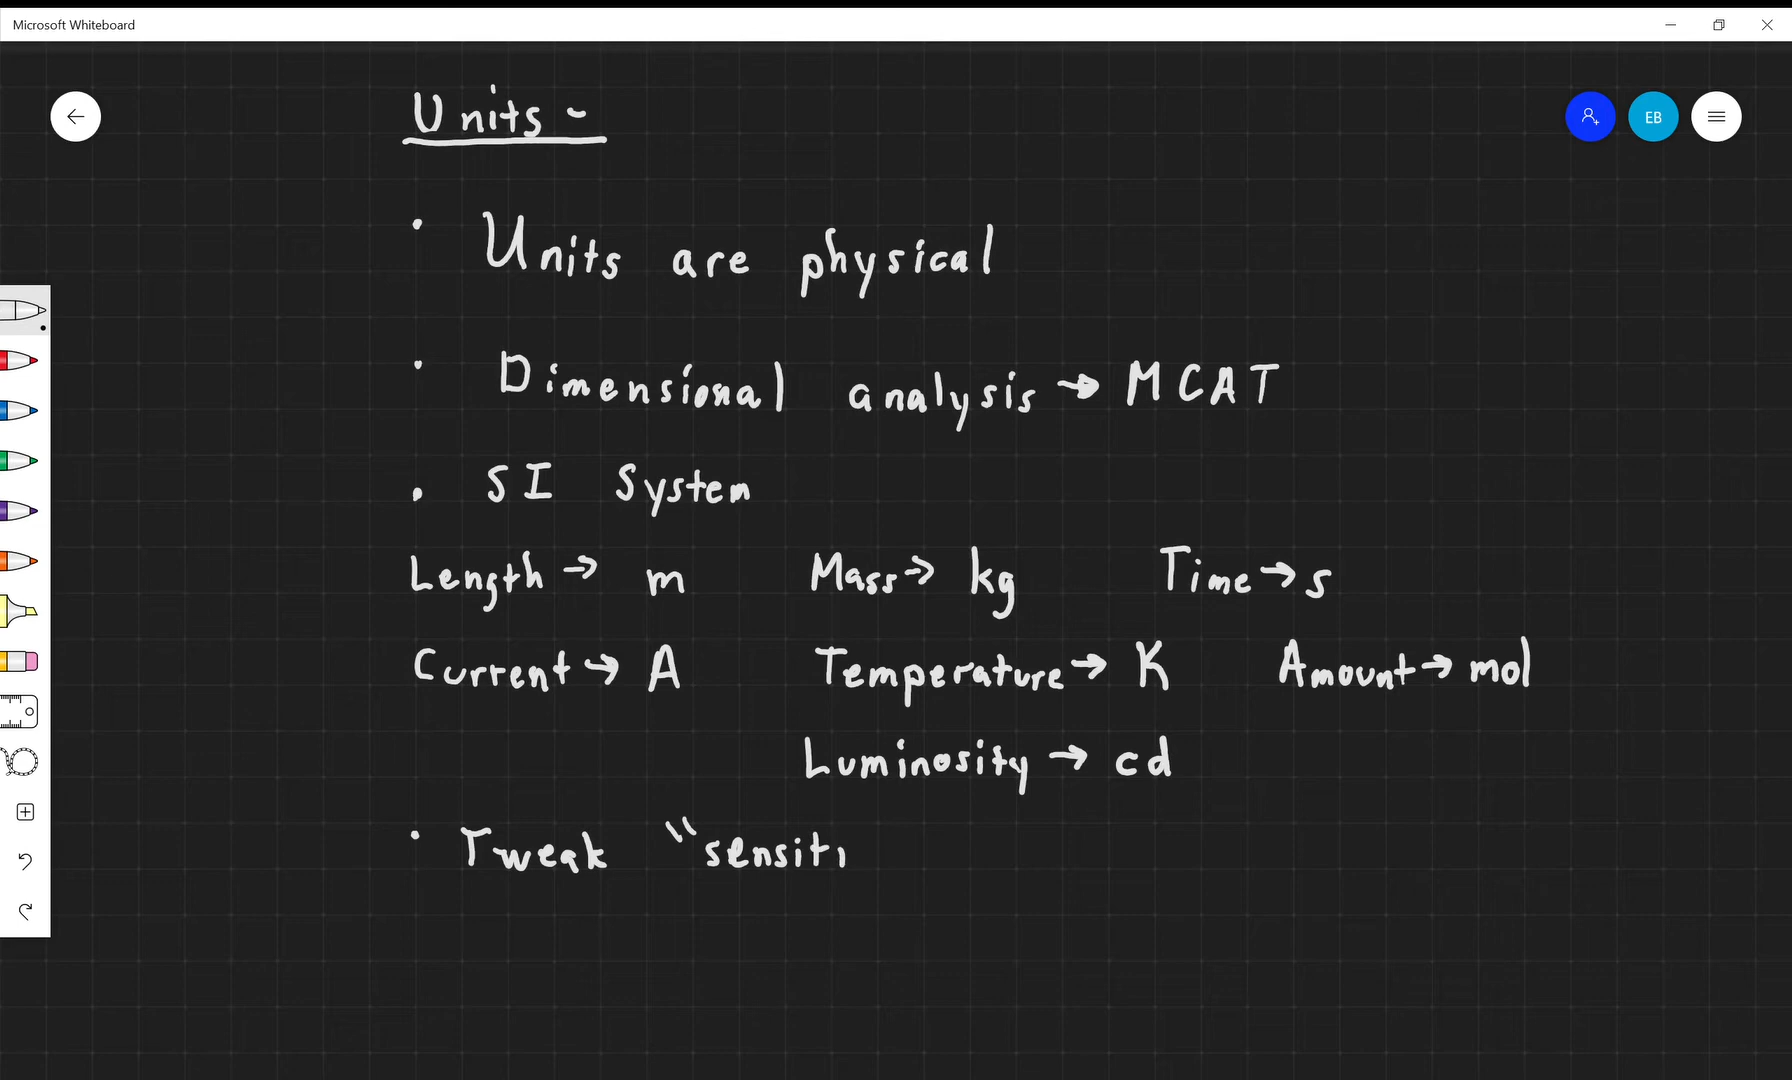 Microsoft Whiteboard
EB
Units -
• Units are physical
• Dimensional analysis → MCAT
• SI System
Length → m Mass → kg Time → s
Current → A Temperature → K Amount → mol
Luminosity → cd
• Tweak "sensiti